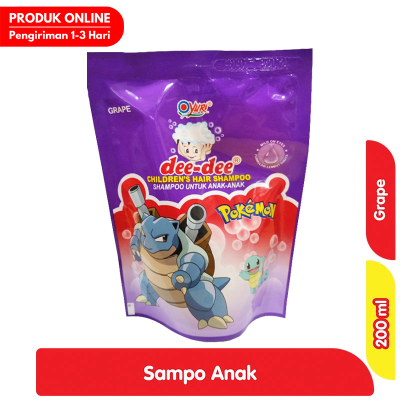 PRODUK ONLINE
Pengiriman 1-3 Hari
GRAPE
YURI
dee-dee®
CHILDREN'S HAIR SHAMPOO
SHAMPOO UNTUK ANAK-ANAK
POKéMON
Grape
200 ml
Sampo Anak